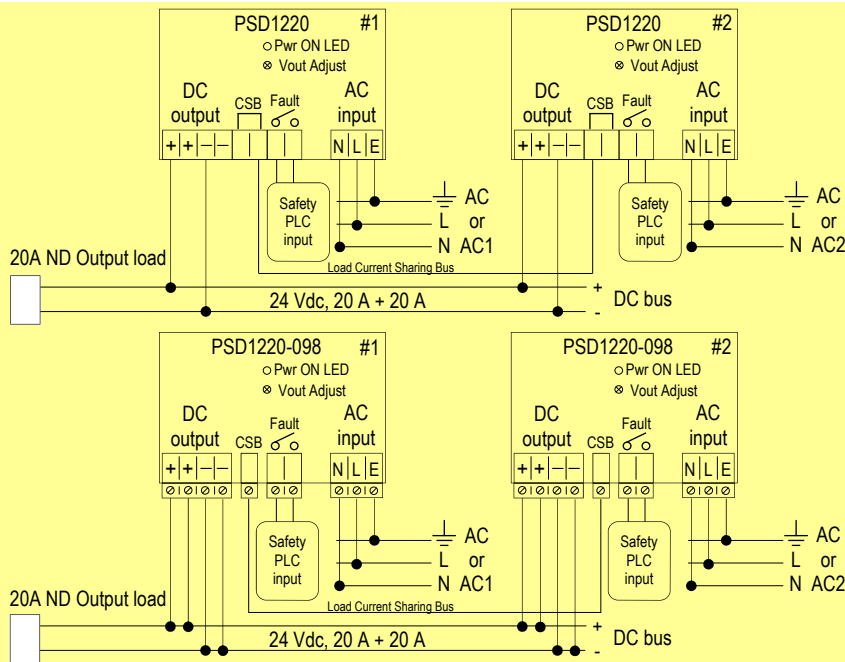 PSD1220 #1
Pwr ON LED
Vout Adjust
DC
output
CSB
Fault
AC
input
+ + − −
N L E
Safety
PLC
input
AC
L or
N AC1
PSD1220 #2
Pwr ON LED
Vout Adjust
DC
output
CSB
Fault
AC
input
+ + − −
N L E
Safety
PLC
input
AC
L or
N AC2
20A ND Output load
Load Current Sharing Bus
24 Vdc, 20 A + 20 A
+
DC bus
-
PSD1220-098 #1
Pwr ON LED
Vout Adjust
DC
output
CSB
Fault
AC
input
+ + − −
N L E
Safety
PLC
input
AC
L or
N AC1
PSD1220-098 #2
Pwr ON LED
Vout Adjust
DC
output
CSB
Fault
AC
input
+ + − −
N L E
Safety
PLC
input
AC
L or
N AC2
20A ND Output load
Load Current Sharing Bus
24 Vdc, 20 A + 20 A
+
DC bus
-